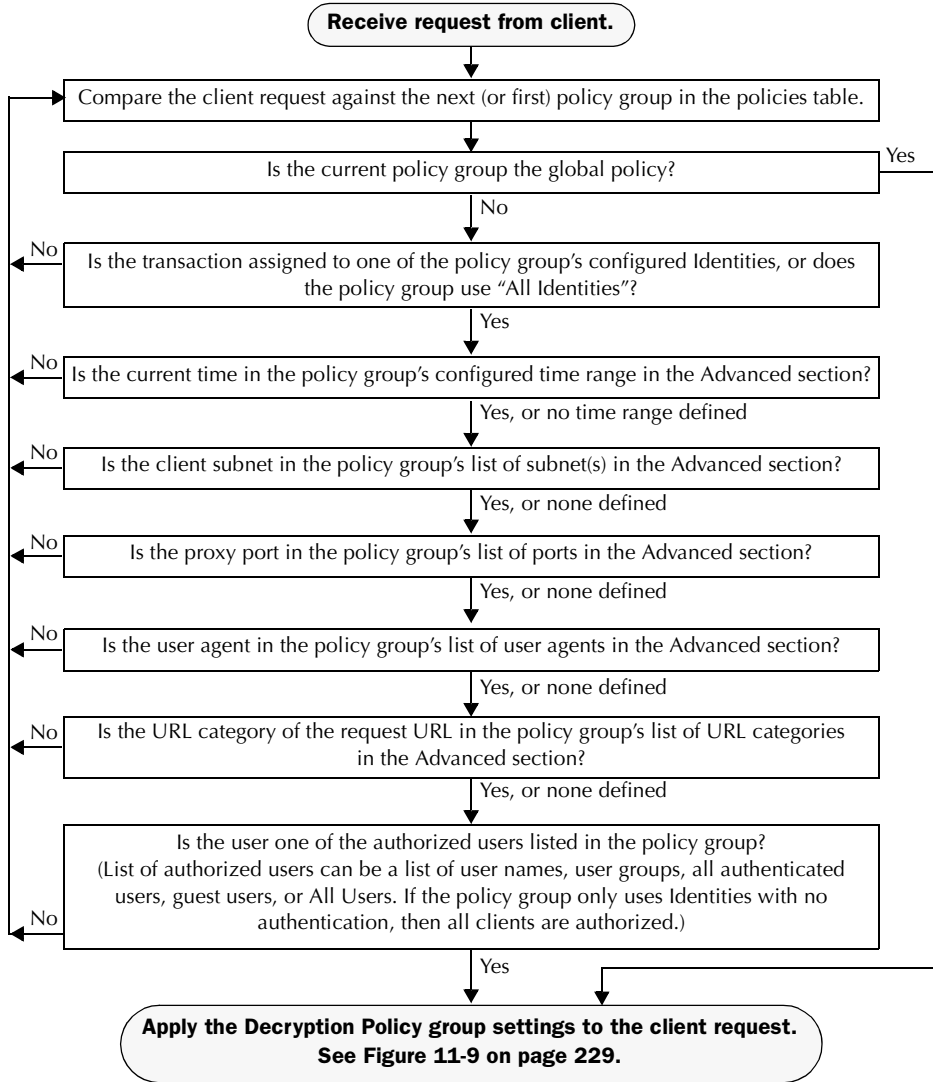 Receive request from client.
Compare the client request against the next (or first) policy group in the policies table.
Is the current policy group the global policy?
Yes
No
No
Is the transaction assigned to one of the policy group's configured Identities, or does
the policy group use “All Identities”?
Yes
No
Is the current time in the policy group's configured time range in the Advanced section?
Yes, or no time range defined
No
Is the client subnet in the policy group's list of subnet(s) in the Advanced section?
Yes, or none defined
No
Is the proxy port in the policy group's list of ports in the Advanced section?
Yes, or none defined
No
Is the user agent in the policy group's list of user agents in the Advanced section?
Yes, or none defined
No
Is the URL category of the request URL in the policy group's list of URL categories
in the Advanced section?
Yes, or none defined
Is the user one of the authorized users listed in the policy group?
(List of authorized users can be a list of user names, user groups, all authenticated
users, guest users, or All Users. If the policy group only uses Identities with no
authentication, then all clients are authorized.)
No
Yes
Apply the Decryption Policy group settings to the client request.
See Figure 11-9 on page 229.